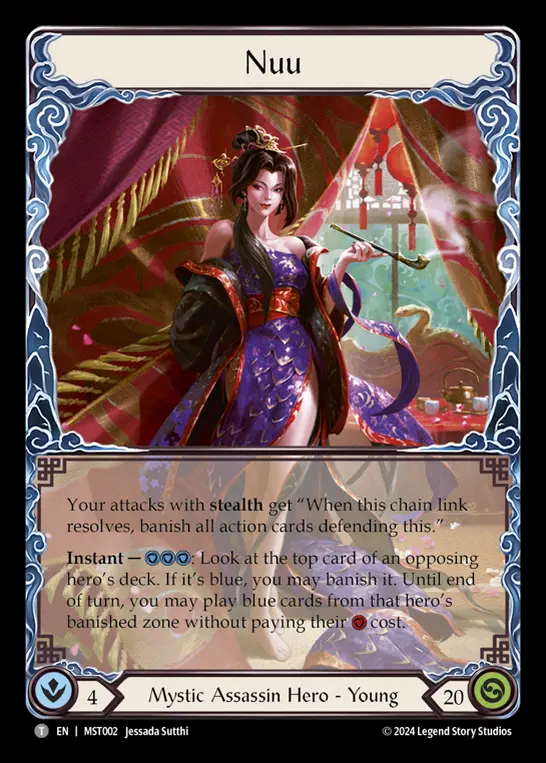 Nuu
Your attacks with stealth get “When this chain link
resolves, banish all action cards defending this.”
Instant — : Look at the top card of an opposing
hero’s deck. If it’s blue, you may banish it. Until end
of turn, you may play blue cards from that hero’s
banished zone without paying their cost.
4
Mystic Assassin Hero - Young
20
T EN | MST002 Jessada Sutthi
© 2024 Legend Story Studios